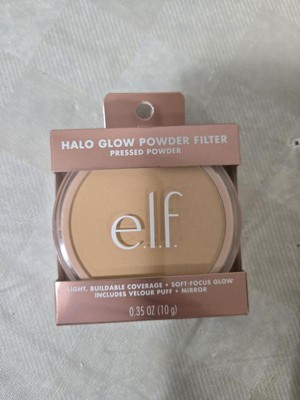 HALO GLOW POWDER FILTER
PRESSED POWDER
e.l.f.
LIGHT, BUILDABLE COVERAGE + SOFT-FOCUS GLOW
INCLUDES VELOUR PUFF + MIRROR
0.35 OZ (10 g)